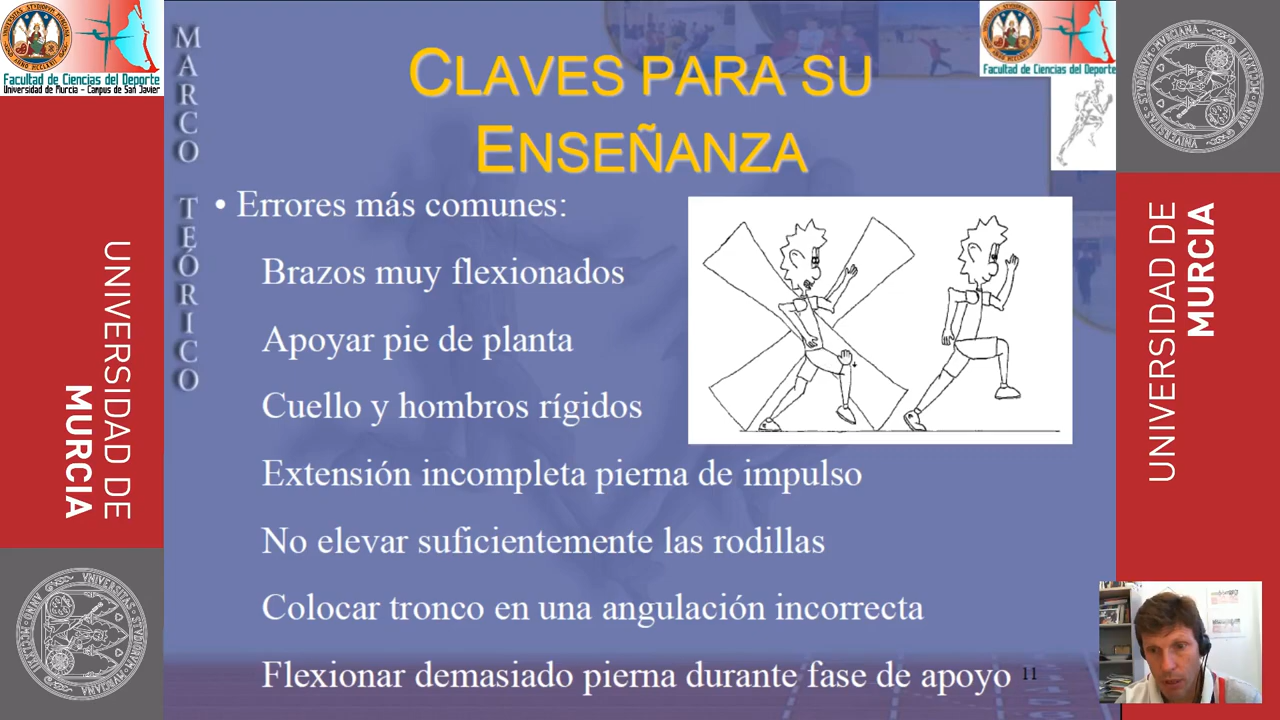 Facultad de Ciencias del Deporte
Universidad de Murcia - Campus de San Javier
UNIVERSIDAD DE
MURCIA
MARCO TEÓRICO
CLAVES PARA SU
ENSEÑANZA
• Errores más comunes:
Brazos muy flexionados
Apoyar pie de planta
Cuello y hombros rígidos
Extensión incompleta pierna de impulso
No elevar suficientemente las rodillas
Colocar tronco en una angulación incorrecta
Flexionar demasiado pierna durante fase de apoyo
11
Facultad de Ciencias del Deporte
UNIVERSIDAD DE
MURCIA